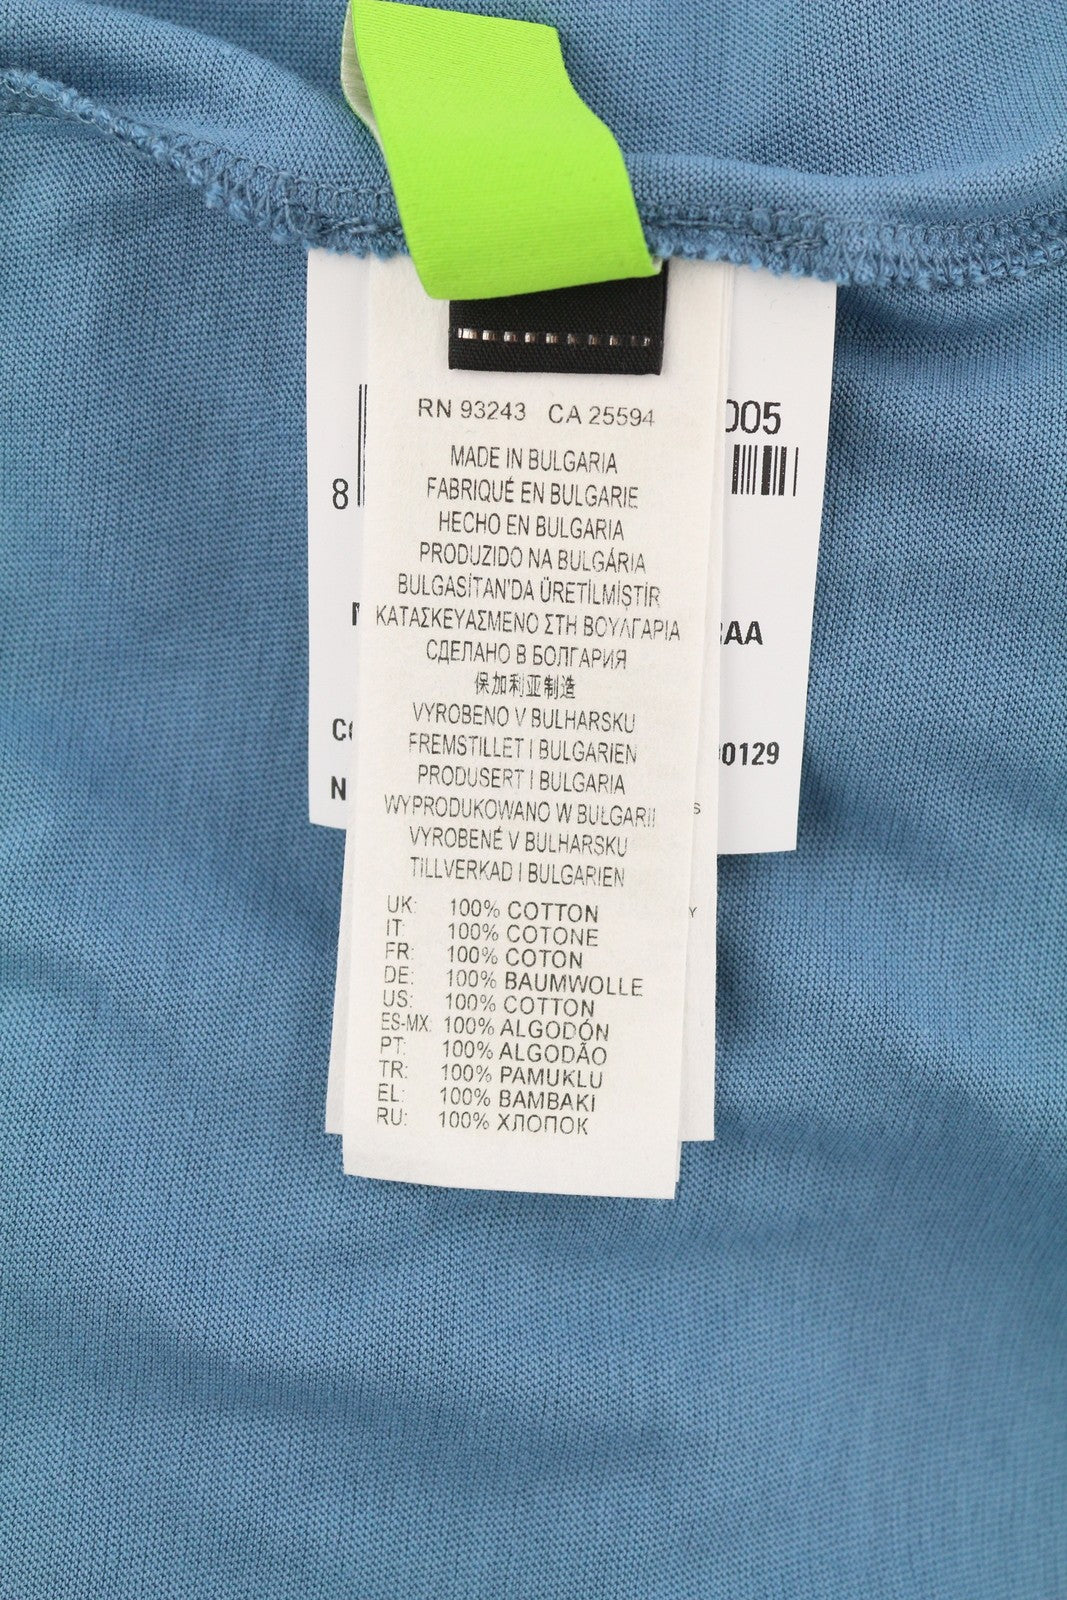 RN 93243 CA 25594
MADE IN BULGARIA
FABRIQUÉ EN BULGARIE
HECHO EN BULGARIA
PRODUZIDO NA BULGÁRIA
BULGASİTAN'DA ÜRETİLMİŞTİR
ΚΑΤΑΣΚΕΥΑΣΜΕΝΟ ΣΤΗ ΒΟΥΛΓΑΡΙΑ
СДЕЛАНО В БОЛГАРИЯ
保加利亚制造
VYROBENO V BULHARSKU
FREMSTILLET I BULGARIEN
PRODUSERT I BULGARIA
WYPRODUKOWANO W BUŁGARII
VYROBENÉ V BULHARSKU
TILLVERKAD I BULGARIEN
UK: 100% COTTON
IT: 100% COTONE
FR: 100% COTON
DE: 100% BAUMWOLLE
US: 100% COTTON
ES-MX: 100% ALGODÓN
PT: 100% ALGODÃO
TR: 100% PAMUKLU
EL: 100% BAMBAKI
RU: 100% ХЛОПОК
005
8
AA
0129
N